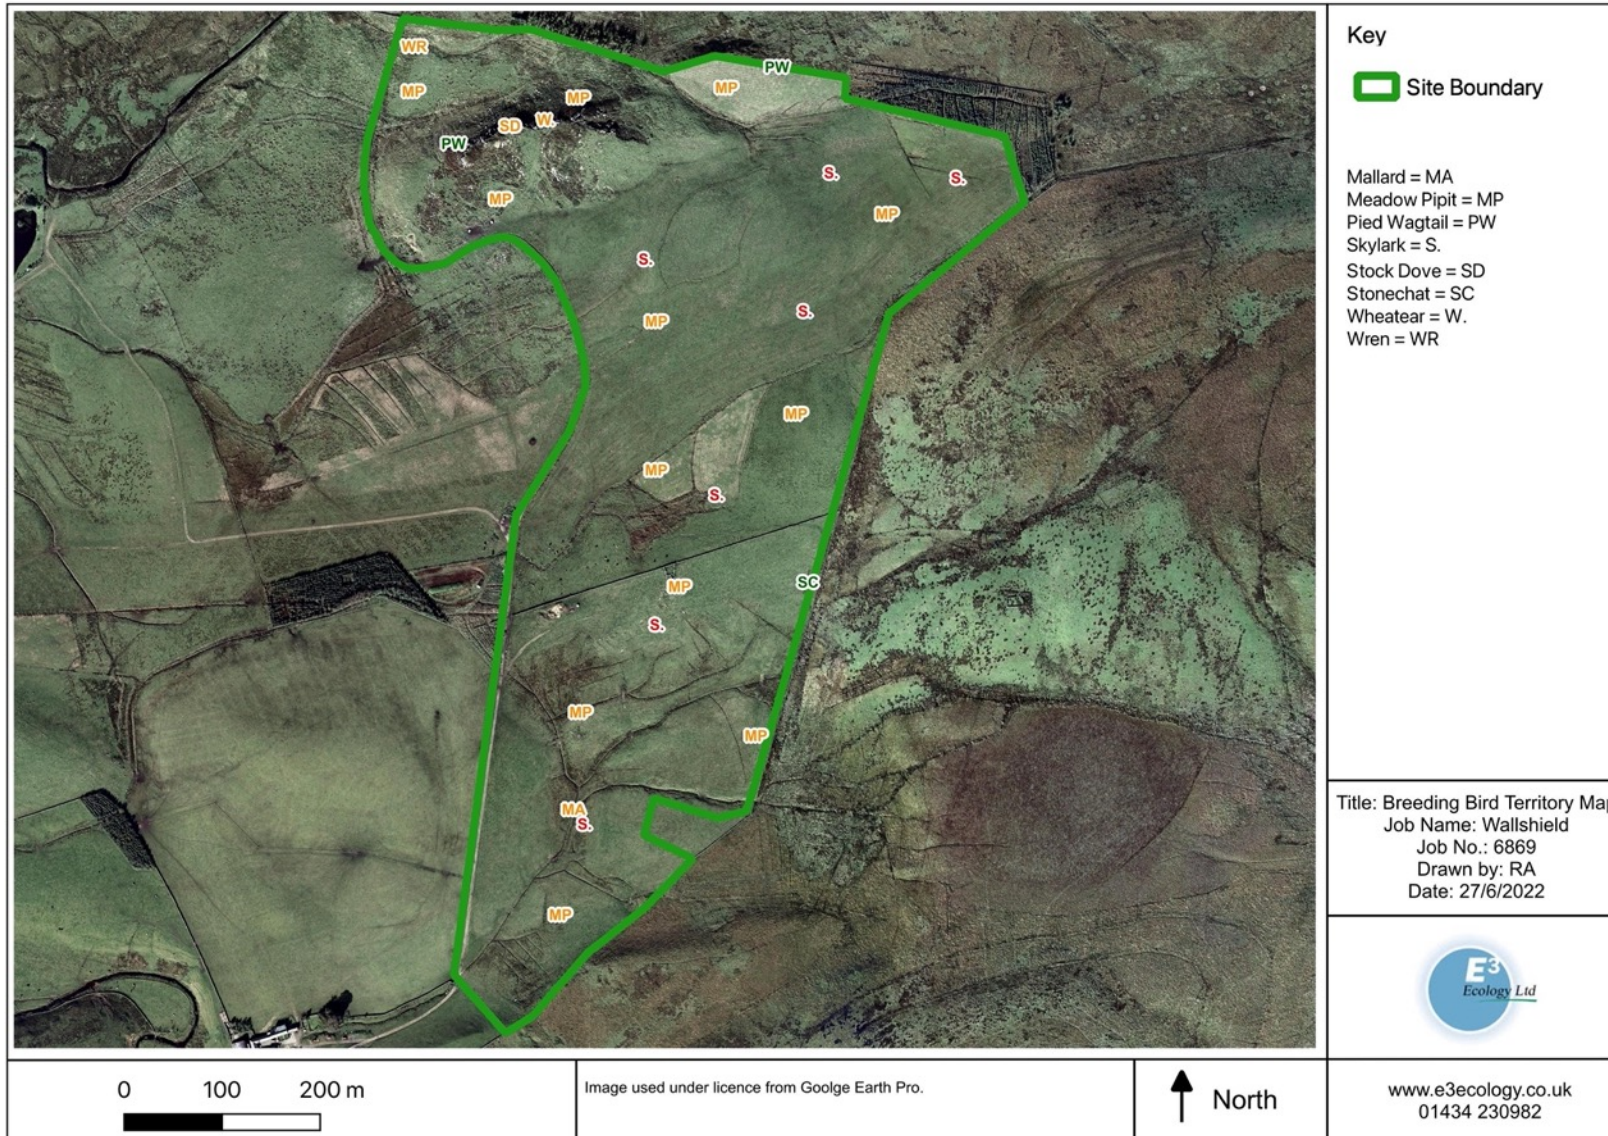 WR
MP
MP
MP
PW
SD
W.
PW
MP
S.
S.
MP
S.
MP
S.
MP
MP
S.
MP
SC
S.
MP
MP
MA
S.
MP
Key
Site Boundary
Mallard = MA
Meadow Pipit = MP
Pied Wagtail = PW
Skylark = S.
Stock Dove = SD
Stonechat = SC
Wheatear = W.
Wren = WR
Title: Breeding Bird Territory Map
Job Name: Wallshield
Job No.: 6869
Drawn by: RA
Date: 27/6/2022
E3
Ecology Ltd
0 100 200 m
Image used under licence from Goolge Earth Pro.
North
www.e3ecology.co.uk
01434 230982